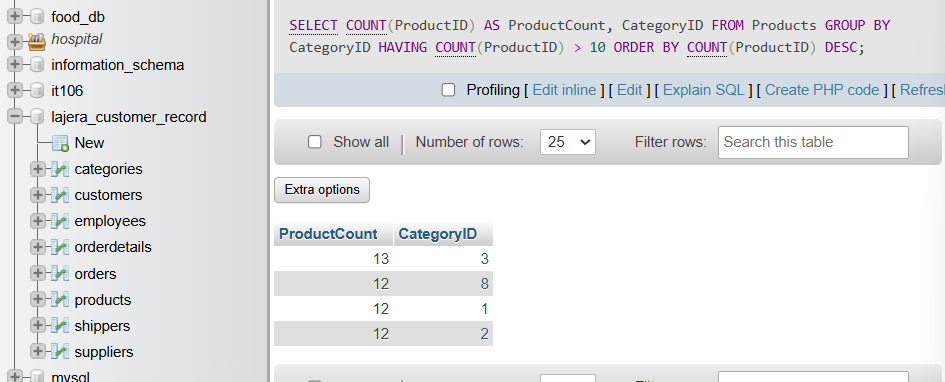 food_db
hospital
information_schema
it106
lajera_customer_record
New
categories
customers
employees
orderdetails
orders
products
shippers
suppliers
mysql
SELECT COUNT(ProductID) AS ProductCount, CategoryID FROM Products GROUP BY
CategoryID HAVING COUNT(ProductID) > 10 ORDER BY COUNT(ProductID) DESC;
Profiling [ Edit inline ] [ Edit ] [ Explain SQL ] [ Create PHP code ] [ Refres
Show all | Number of rows: 25 Filter rows: Search this table
Extra options
ProductCount CategoryID
13 3
12 8
12 1
12 2